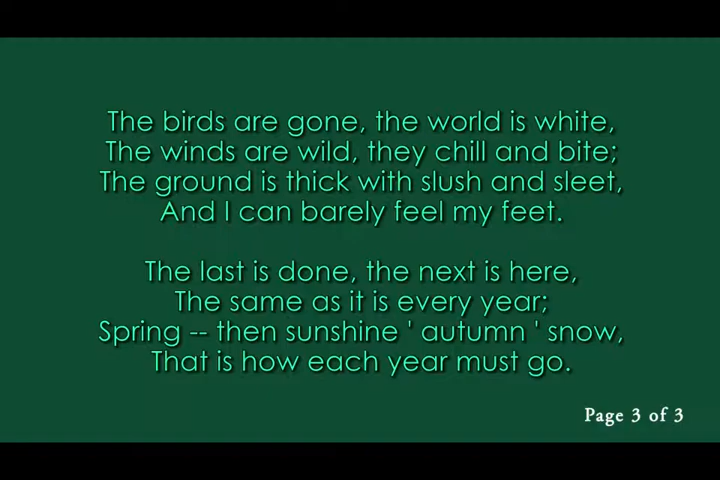 The birds are gone, the world is white,
The winds are wild, they chill and bite;
The ground is thick with slush and sleet,
And I can barely feel my feet.
The last is done, the next is here,
The same as it is every year;
Spring -- then sunshine ' autumn ' snow,
That is how each year must go.
Page 3 of 3